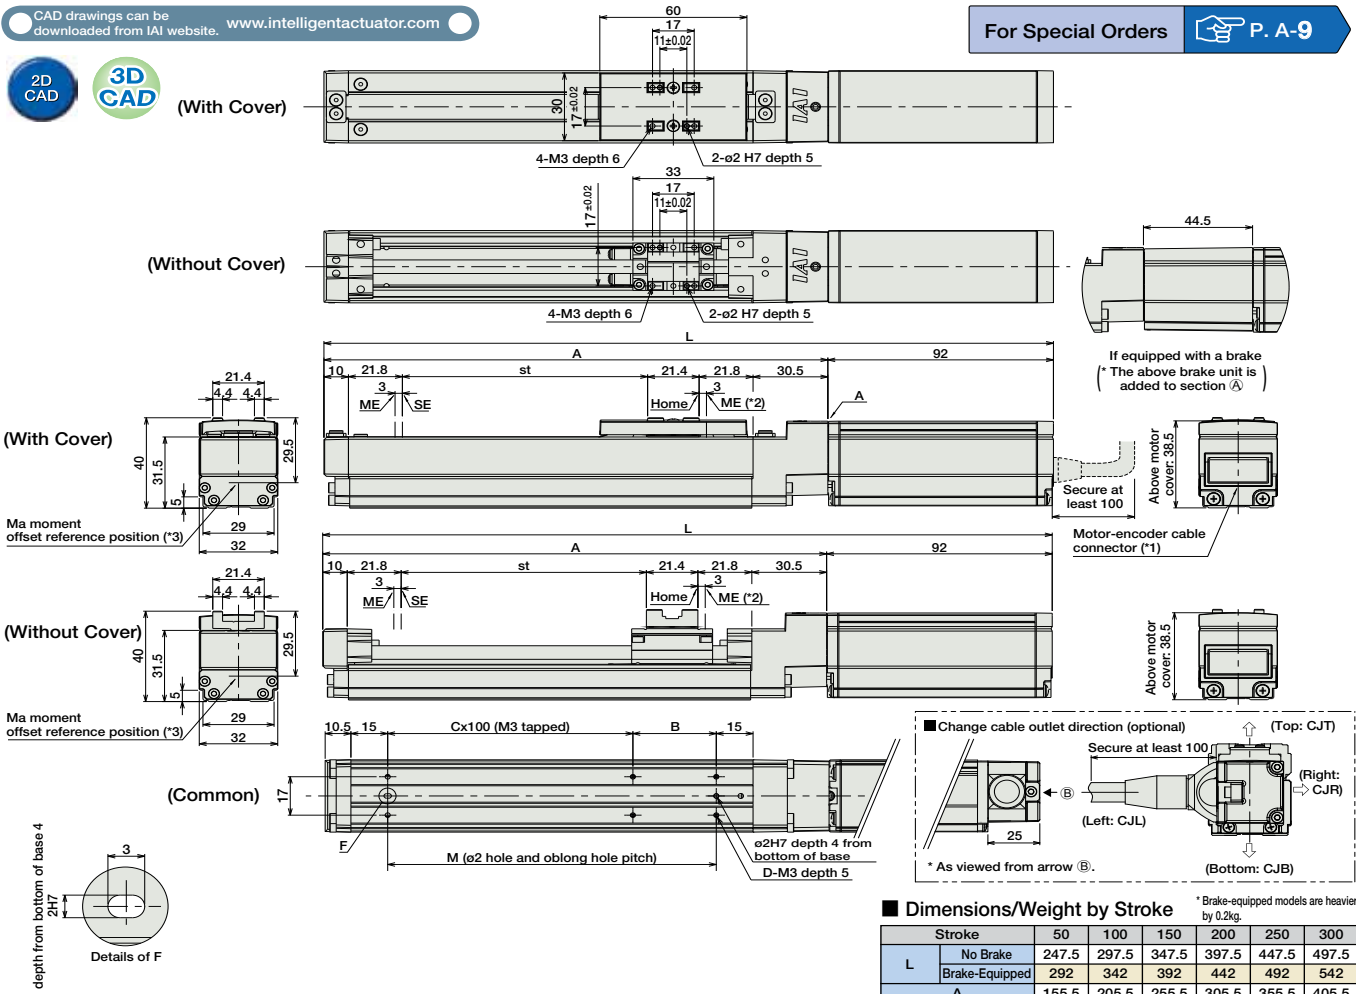 CAD drawings can be
downloaded from IAI website. www.intelligentactuator.com
For Special Orders P. A-9
2D
CAD
3D
CAD
(With Cover)
60
17
11±0.02
30
17±0.02
IAI
4-M3 depth 6
2-ø2 H7 depth 5
(Without Cover)
33
17
11±0.02
17±0.02
IAI
4-M3 depth 6
2-ø2 H7 depth 5
44.5
If equipped with a brake
(* The above brake unit is
added to section Ⓐ)
(With Cover)
21.4
4.4 4.4
40
31.5
5
29.5
29
32
Ma moment
offset reference position (*3)
L
A 92
10 21.8 st 21.4 21.8 30.5
3 3
ME SE Home ME (*2)
A
Secure at
least 100
Above motor
cover: 38.5
Motor-encoder cable
connector (*1)
(Without Cover)
21.4
4.4 4.4
40
31.5
5
29.5
29
32
Ma moment
offset reference position (*3)
L
A 92
10 21.8 st 21.4 21.8 30.5
3 3
ME SE Home ME (*2)
Above motor
cover: 38.5
(Common)
10.5 15 Cx100 (M3 tapped) B 15
17
F
M (ø2 hole and oblong hole pitch)
ø2H7 depth 4 from
bottom of base
D-M3 depth 5
■ Change cable outlet direction (optional)
(Top: CJT)
Secure at least 100
(Right:
CJR)
Ⓑ
(Left: CJL)
25
* As viewed from arrow Ⓑ.
(Bottom: CJB)
depth from bottom of base 4
2H7
3
Details of F
■ Dimensions/Weight by Stroke
* Brake-equipped models are heavier
by 0.2kg.
Stroke 50 100 150 200 250 300
L No Brake 247.5 297.5 347.5 397.5 447.5 497.5
Brake-Equipped 292 342 392 442 492 542
A 155.5 205.5 255.5 305.5 355.5 405.5